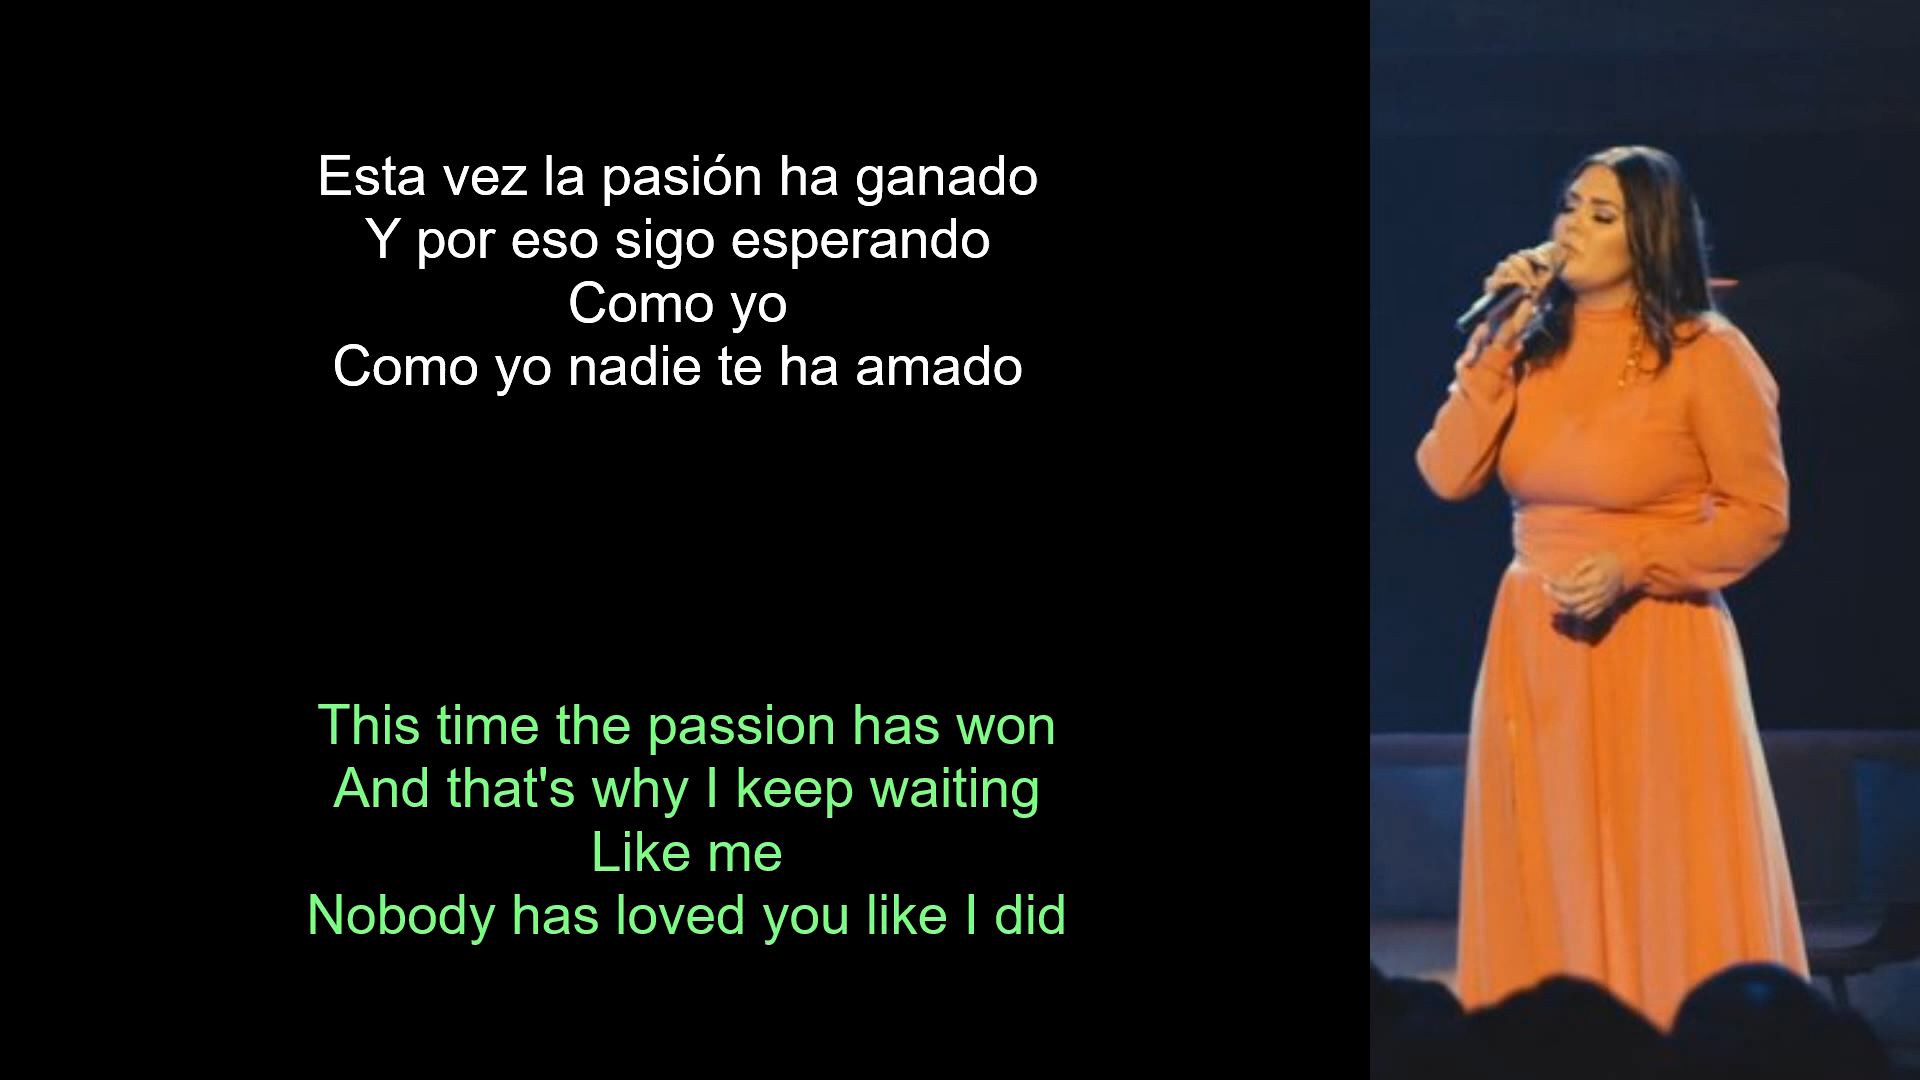 Esta vez la pasión ha ganado
Y por eso sigo esperando
Como yo
Como yo nadie te ha amado
This time the passion has won
And that's why I keep waiting
Like me
Nobody has loved you like I did